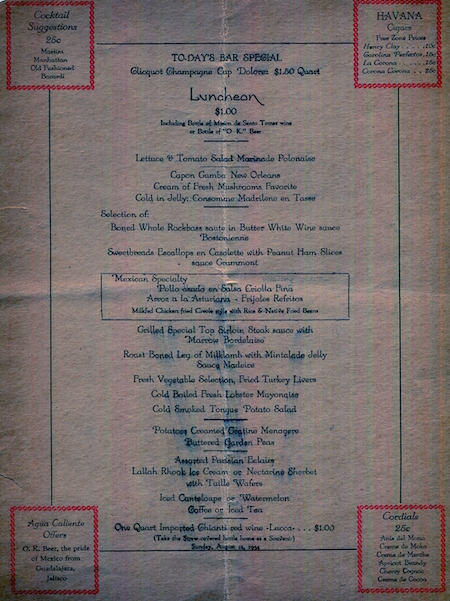 Cocktail
Suggestions
25c
Martini
Manhattan
Old Fashioned
Bacardi
HAVANA
Cigars
Free Zone Prices
Henry Clay . . . . .10c
Corona Corona . . 25c
TO-DAY'S BAR SPECIAL
Clicquot Champagne Cup "Dolores" $1.50 Quart
Luncheon
$1.00
Including Bottle of Mision de Santo Tomas wine
or Bottle of "O. K." Beer
Lettuce & Tomato Salad Marinade Polonaise
Capon Gumbo New Orleans
Cream of Fresh Mushrooms Favorite
Cold in Jelly; Consomme Madrilene en Tasse
Selection of:
Boned Whole Rockbass saute in Butter White Wine sauce
Bostonienne
Sweetbreads Escallops en Casolette with Peanut Ham Slices
sauce Grammont
Mexican Specialty
Pollo asado en Salsa Criolla Fina
Arroz a la Asturiana - Frijoles Refritos
Milkfed Chicken fried Creole style with Rice & Native Fried Beans
Grilled Special Top Sirloin Steak sauce with
Marrow Bordelaise
Roast Boned Leg of Milklamb with Mintalade Jelly
Sauce Madeire
Fresh Vegetable Selection, Fried Turkey Livers
Cold Boiled Fresh Lobster Mayonaise
Cold Smoked Tongue Potato Salad
Potatoes Creamed Gratine Menagere
Buttered Garden Peas
Assorted Parisian Eclairs
Lallah Rhook Ice Cream or Nectarine Sherbet
with Tuille Wafers
Iced Canteloupe or Watermelon
Coffee or Iced Tea
One Quart Imported Chianti red wine -Lucca- . . . $1.00
(Take the Straw-covered bottle home as a Souvenir)
Sunday, August 12, 1934
Agua Caliente
Offers
O. K. Beer, the pride
of Mexico from
Guadalajara,
Jalisco
Cordials
25c
Anis del Mono
Creme de Moka
Creme de Menthe
Apricot Brandy
Cherry Cognac
Creme de Cocoa